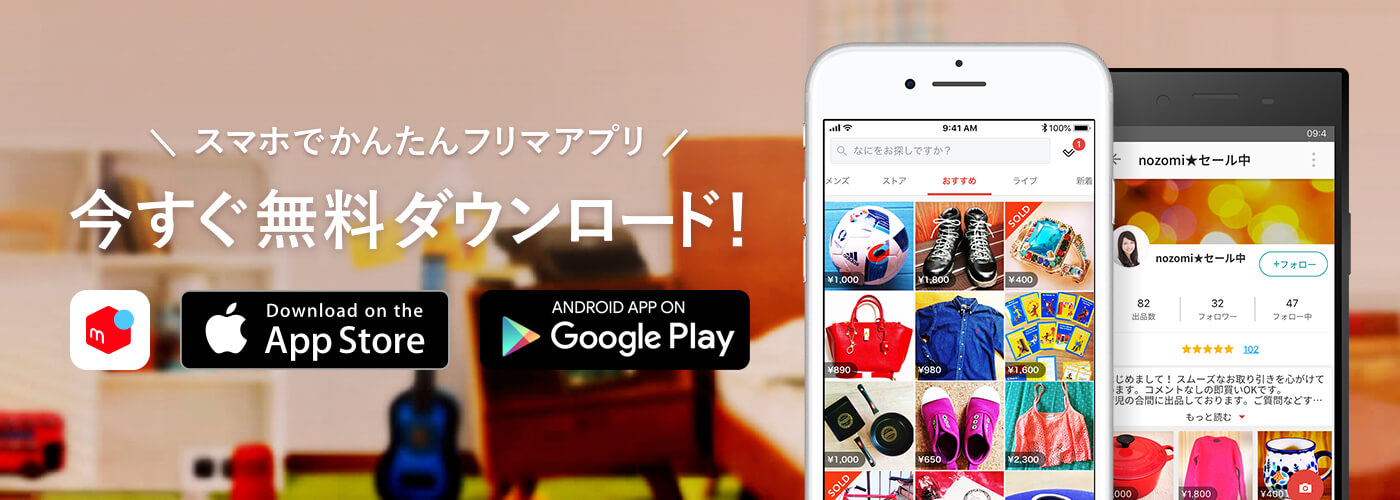 スマホでかんたんフリマアプリ
今すぐ無料ダウンロード！
m
Download on the
App Store
ANDROID APP ON
Google Play
9:41 AM
100%
なにをお探しですか？
1
メンズ ストア おすすめ ライブ 新着
¥1,000
¥1,800
SOLD
¥400
¥890
¥980
¥1,600
¥1,000
¥650
¥2,300
SOLD
SOLD
09:4
nozomi★セール中
nozomi★セール中
+フォロー
82
出品数
32
フォロワー
47
フォロー中
★★★★★ 102
じめまして！ スムーズなお取り引きを心がけて
ます。コメントなしの即買いOKです。
児の合間に出品しております。ご質問などす…
もっと読む
¥1,800